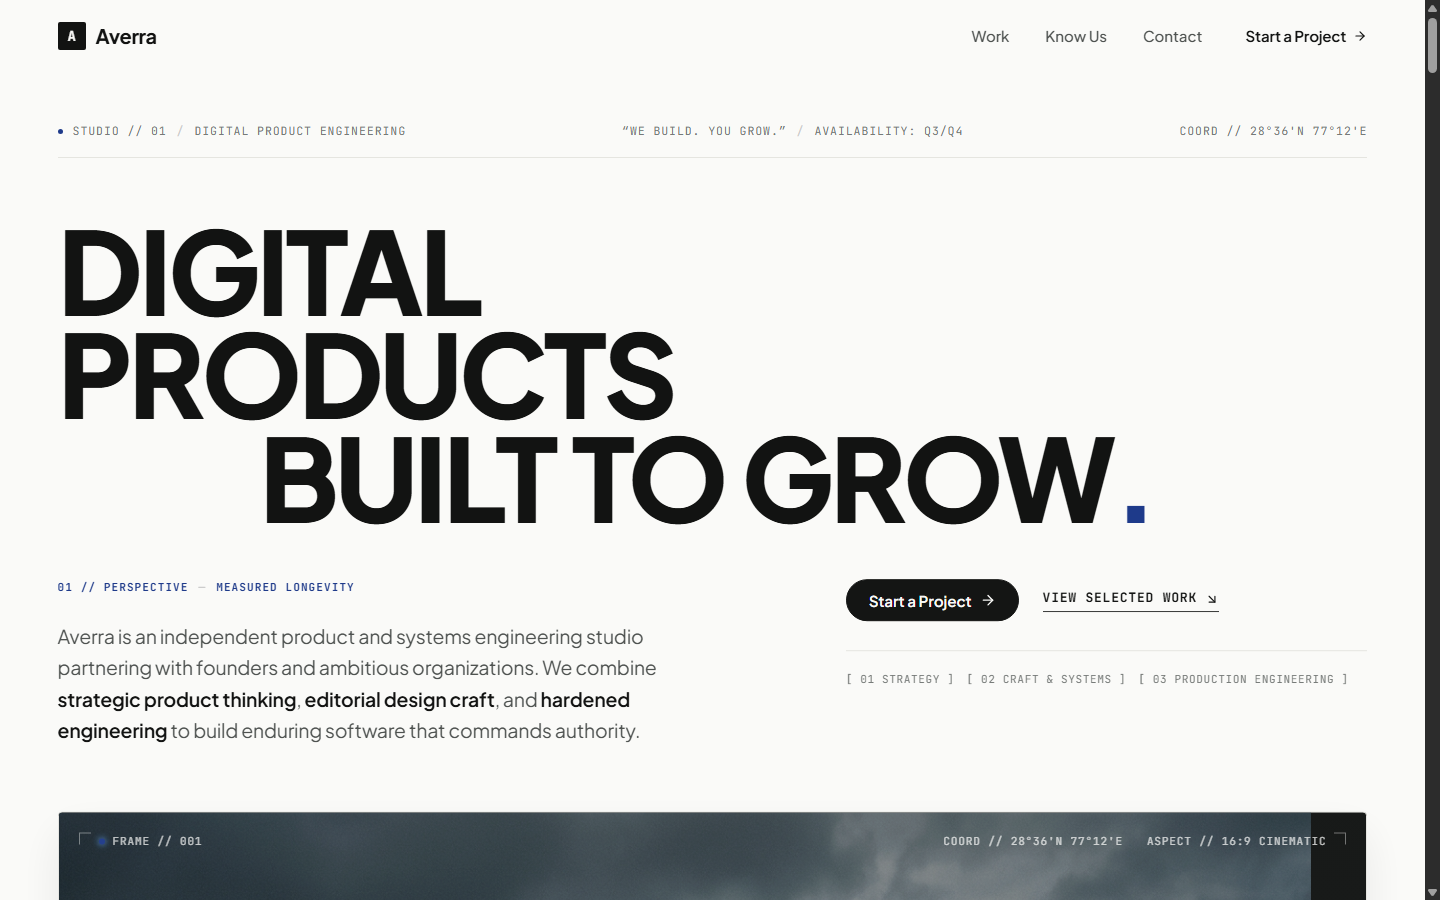 A Averra
Work Know Us Contact Start a Project →
STUDIO // 01 / DIGITAL PRODUCT ENGINEERING
“WE BUILD. YOU GROW.” / AVAILABILITY: Q3/Q4
COORD // 28°36'N 77°12'E
DIGITAL
PRODUCTS
BUILT TO GROW.
01 // PERSPECTIVE — MEASURED LONGEVITY
Averra is an independent product and systems engineering studio
partnering with founders and ambitious organizations. We combine
strategic product thinking, editorial design craft, and hardened
engineering to build enduring software that commands authority.
Start a Project →
VIEW SELECTED WORK ↘
[ 01 STRATEGY ] [ 02 CRAFT & SYSTEMS ] [ 03 PRODUCTION ENGINEERING ]
FRAME // 001
COORD // 28°36'N 77°12'E ASPECT // 16:9 CINEMATIC